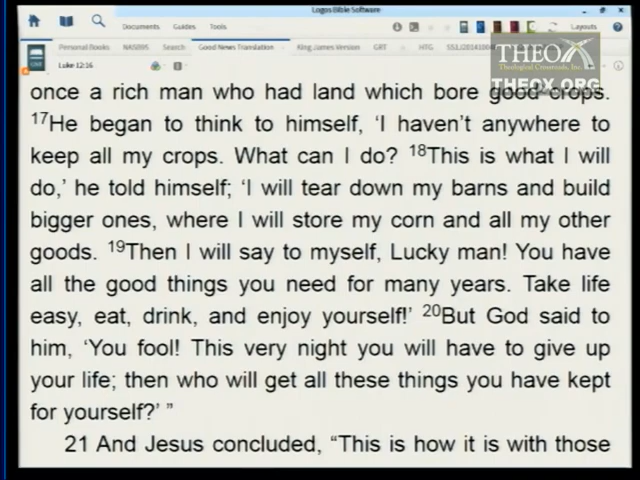 Logos Bible Software
Documents Guides Tools Layouts
Personal Books NASB95 Search Good News Translation King James Version GRT HTG
Luke 12:16
THEOX
Theological Crossroads, Inc.
THEOX.ORG
once a rich man who had land which bore good crops.
17He began to think to himself, ‘I haven’t anywhere to
keep all my crops. What can I do? 18This is what I will
do,’ he told himself; ‘I will tear down my barns and build
bigger ones, where I will store my corn and all my other
goods. 19Then I will say to myself, Lucky man! You have
all the good things you need for many years. Take life
easy, eat, drink, and enjoy yourself!’ 20But God said to
him, ‘You fool! This very night you will have to give up
your life; then who will get all these things you have kept
for yourself?’ ”
21 And Jesus concluded, “This is how it is with those